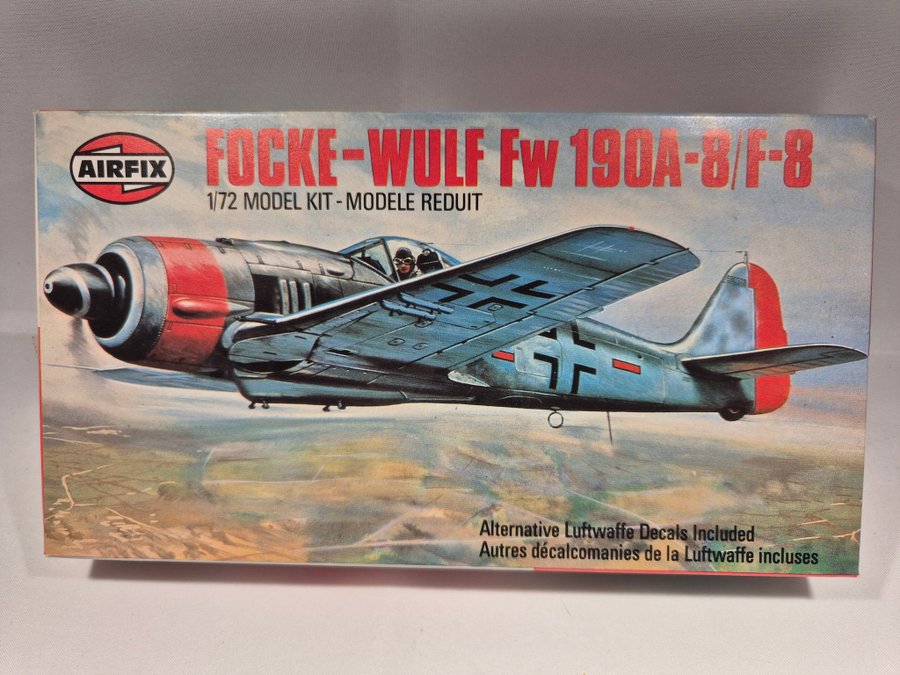 AIRFIX
FOCKE-WULF Fw 190A-8/F-8
1/72 MODEL KIT - MODELE REDUIT
Alternative Luftwaffe Decals Included
Autres décalcomanies de la Luftwaffe incluses